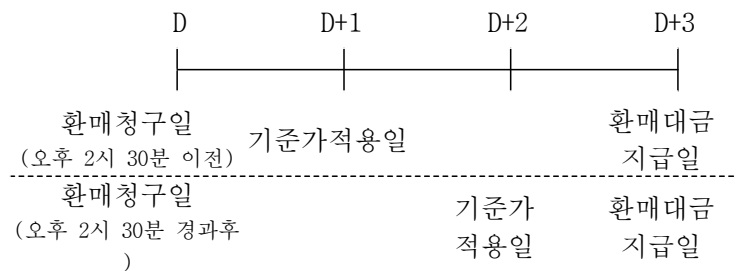 D D+1 D+2 D+3
환매청구일 기준가적용일 환매대금
(오후 2시 30분 이전) 지급일
환매청구일 기준가 환매대금
(오후 2시 30분 경과후 적용일 지급일
)